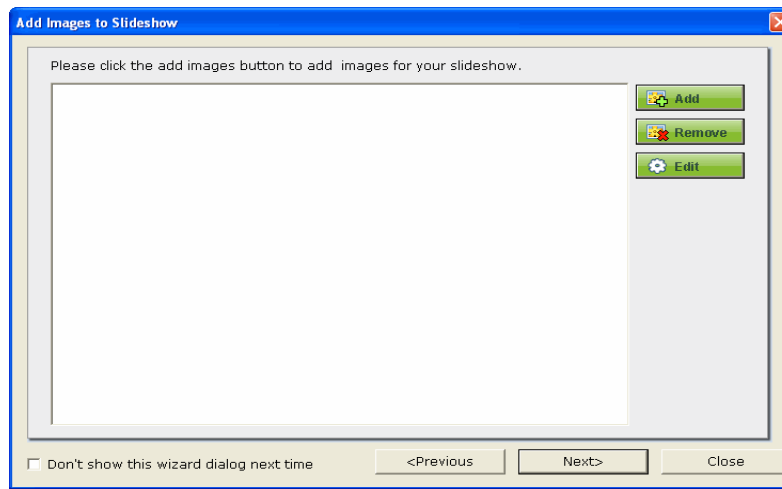 Add Images to Slideshow
Please click the add images button to add images for your slideshow.
Add
Remove
Edit
Don't show this wizard dialog next time
<Previous
Next>
Close